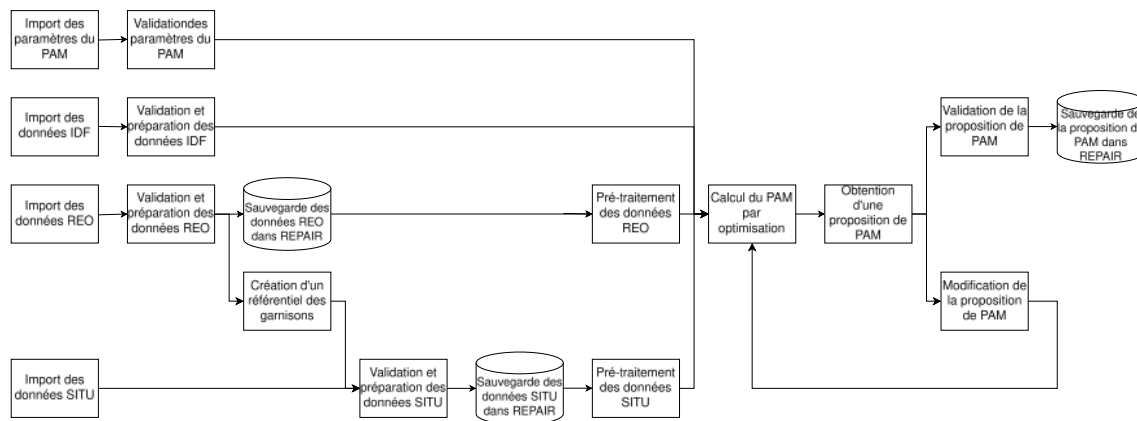 Import des
paramètres du
PAM
Validationdes
paramètres du
PAM
Import des
données IDF
Validation et
préparation des
données IDF
Validation de la
proposition de
PAM
Sauvegarde de
la proposition de
PAM dans
REPAIR
Import des
données REO
Validation et
préparation des
données REO
Sauvegarde des
données REO
dans REPAIR
Pré-traitement
des données
REO
Calcul du PAM
par
optimisation
Obtention
d'une
proposition de
PAM
Création d'un
référentiel des
garnisons
Modification de
la proposition
de PAM
Import des
données SITU
Validation et
préparation des
données SITU
Sauvegarde des
données SITU
dans REPAIR
Pré-traitement
des données
SITU